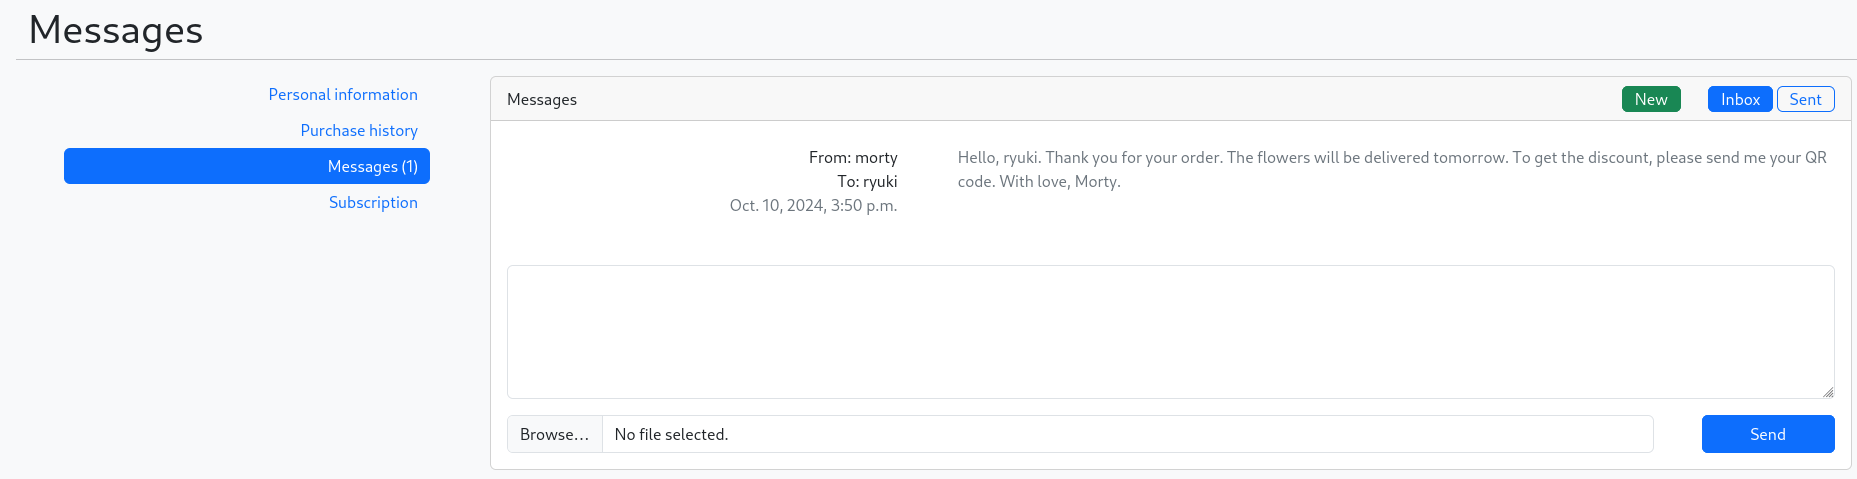 Messages
Personal information
Purchase history
Messages (1)
Subscription
Messages
New
Inbox
Sent
From: morty
To: ryuki
Oct. 10, 2024, 3:50 p.m.
Hello, ryuki. Thank you for your order. The flowers will be delivered tomorrow. To get the discount, please send me your QR
code. With love, Morty.
Browse...
No file selected.
Send